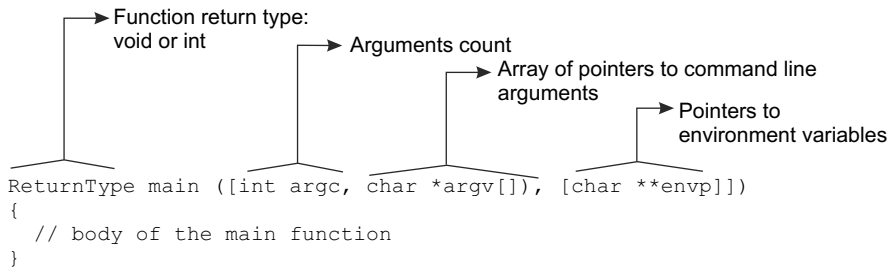 Function return type:
void or int
Arguments count
Array of pointers to command line
arguments
Pointers to
environment variables
ReturnType main ([int argc, char *argv[]), [char **envp]])
{
// body of the main function
}